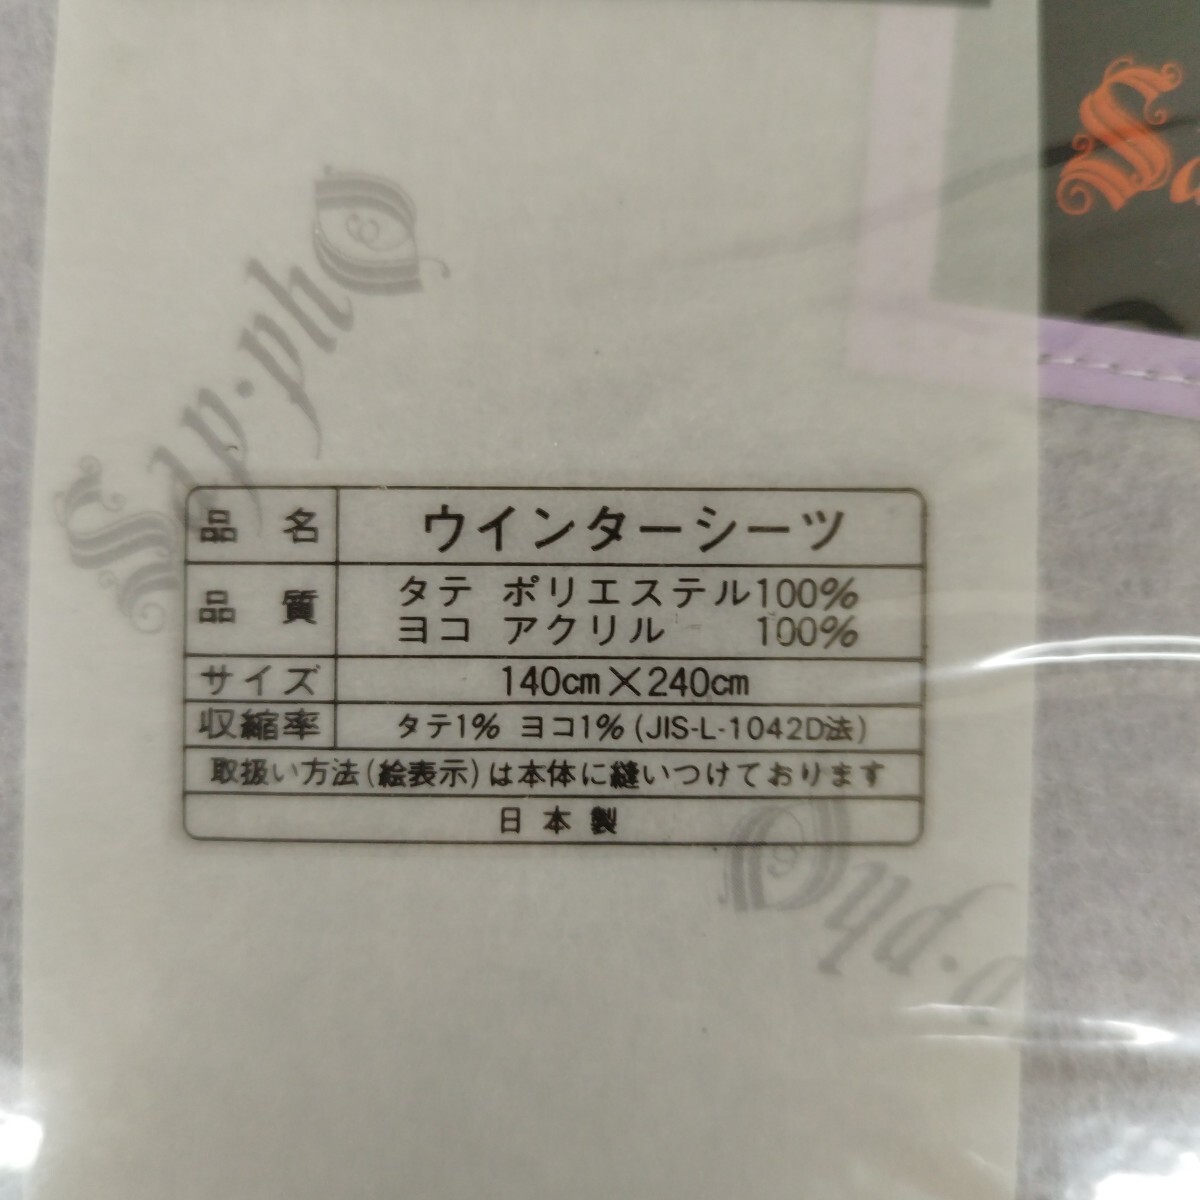 Sa
Sap·pho
品名 ウインターシーツ
品質 タテ ポリエステル100%
ヨコ アクリル 100%
サイズ 140cm×240cm
収縮率 タテ1% ヨコ1%(JIS-L-1042D法)
取扱い方法(絵表示)は本体に縫いつけております
日本製